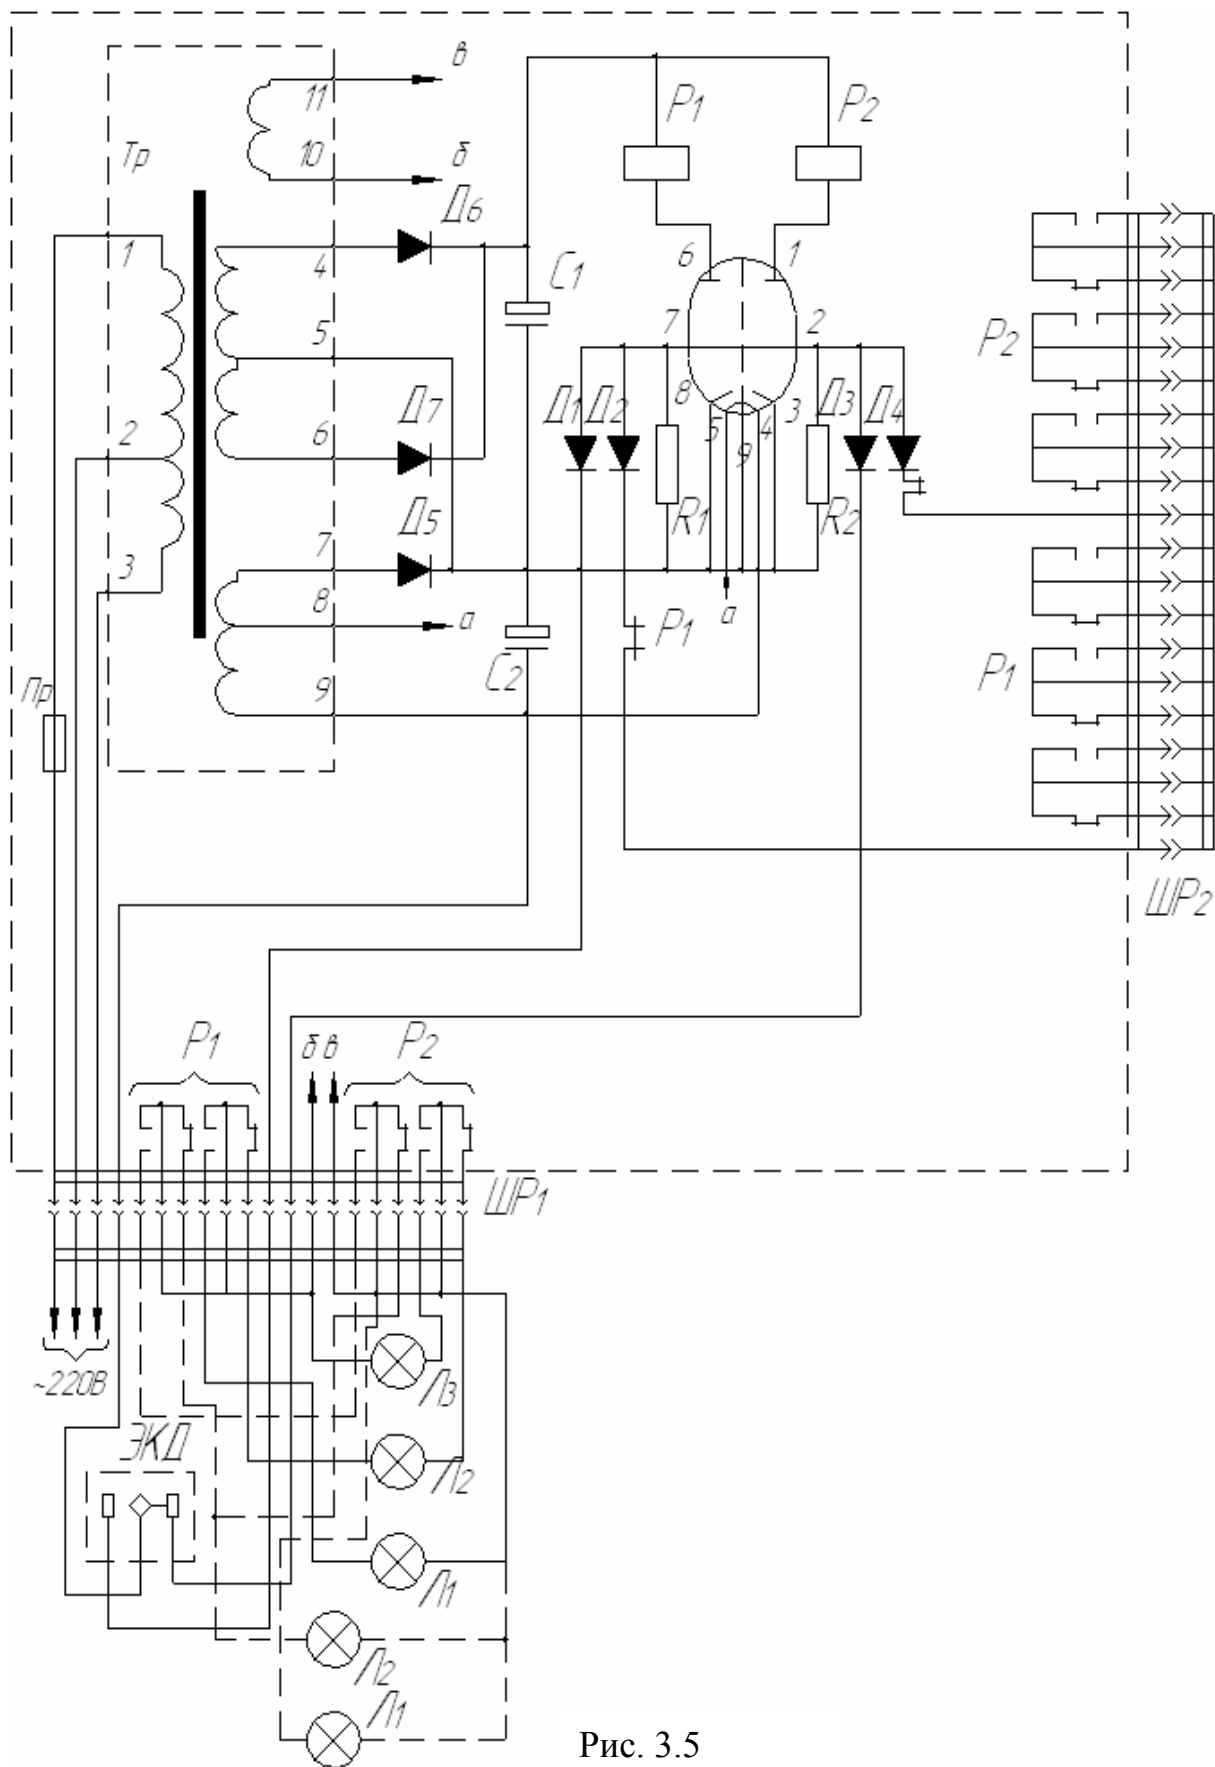 в
11
Р1
Р2
Тр
10
б
Д6
1
4
С1
6
1
5
7
2
Р2
Д7
8
Д1
Д2
3
Д3
Д4
2
6
5
9
4
Д5
R1
R2
3
7
8
а
а
Р1
С2
Р1
Пр
9
ШР2
Р1
б
в
Р2
ШР1
~220В
Л3
ЭКД
Л2
Л1
Л2
Л1
Рис. 3.5